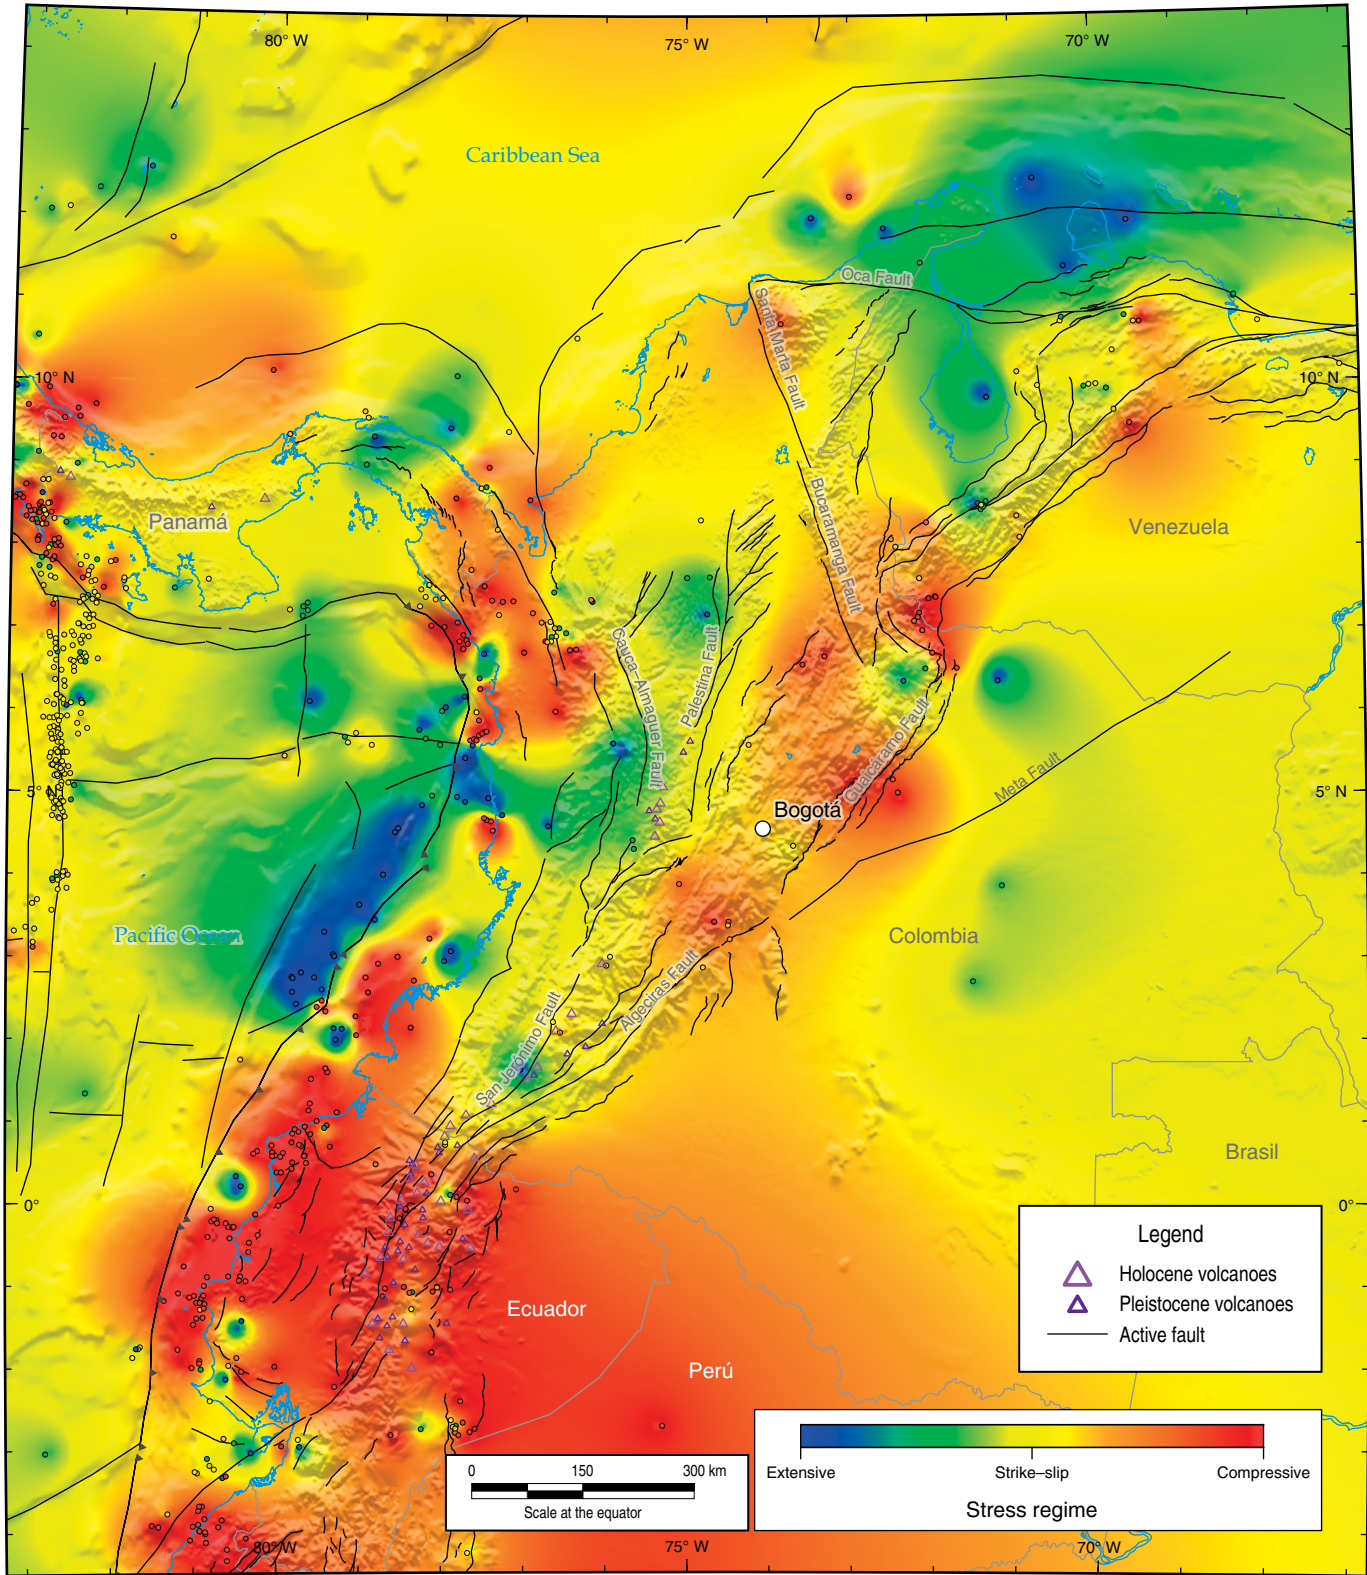 80° W
75° W
70° W
Caribbean Sea
Oca Fault
Santa Marta Fault
10° N
10° N
Bucaramanga Fault
Panamá
Venezuela
Cauca–Almaguer Fault
Palestina Fault
Guaicáramo Fault
Meta Fault
5° N
5° N
Bogotá
Pacific Ocean
Colombia
Algeciras Fault
San Jerónimo Fault
Brasil
0°
0°
Legend
Holocene volcanoes
Pleistocene volcanoes
Active fault
Ecuador
Perú
0 150 300 km
Scale at the equator
Extensive Strike–slip Compressive
Stress regime
80° W
75° W
70° W